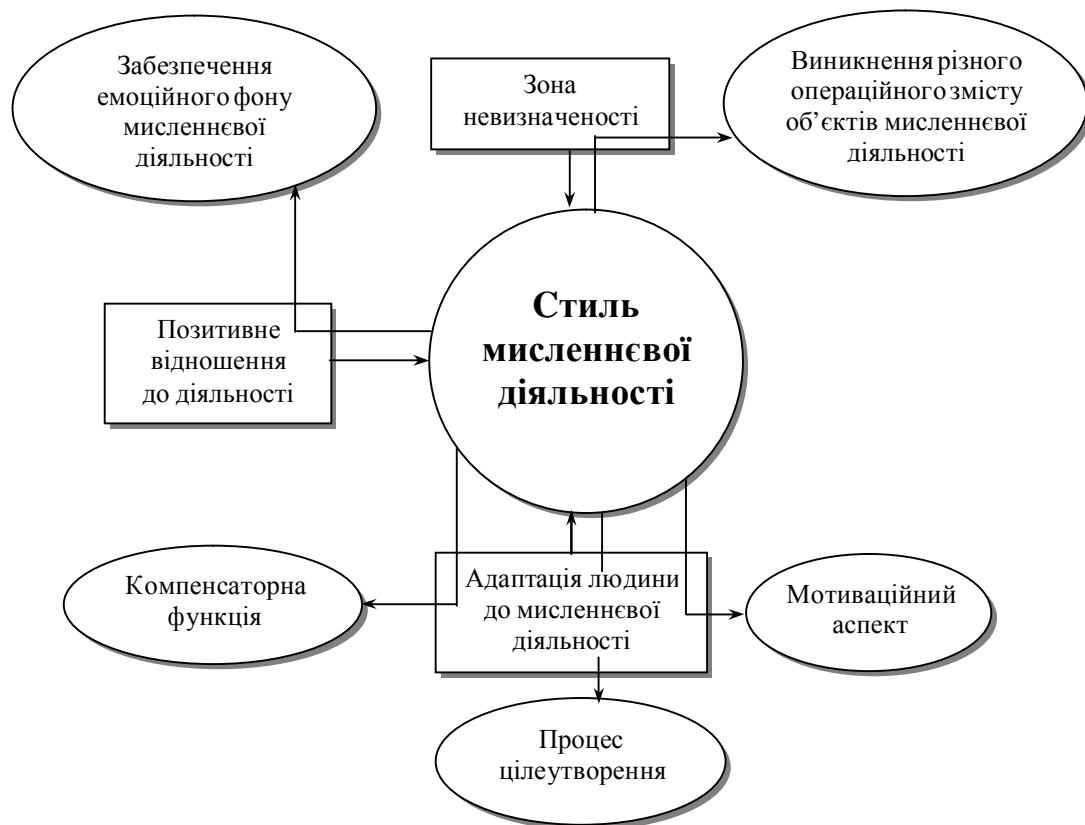 Забезпечення
емоційного фону
мисленнєвої
діяльності
Зона
невизначеності
Виникнення різного
операційного змісту
об’єктів мисленнєвої
діяльності
Позитивне
відношення
до діяльності
Стиль
мисленнєвої
діяльності
Компенсаторна
функція
Адаптація людини
до мисленнєвої
діяльності
Мотиваційний
аспект
Процес
цілеутворення